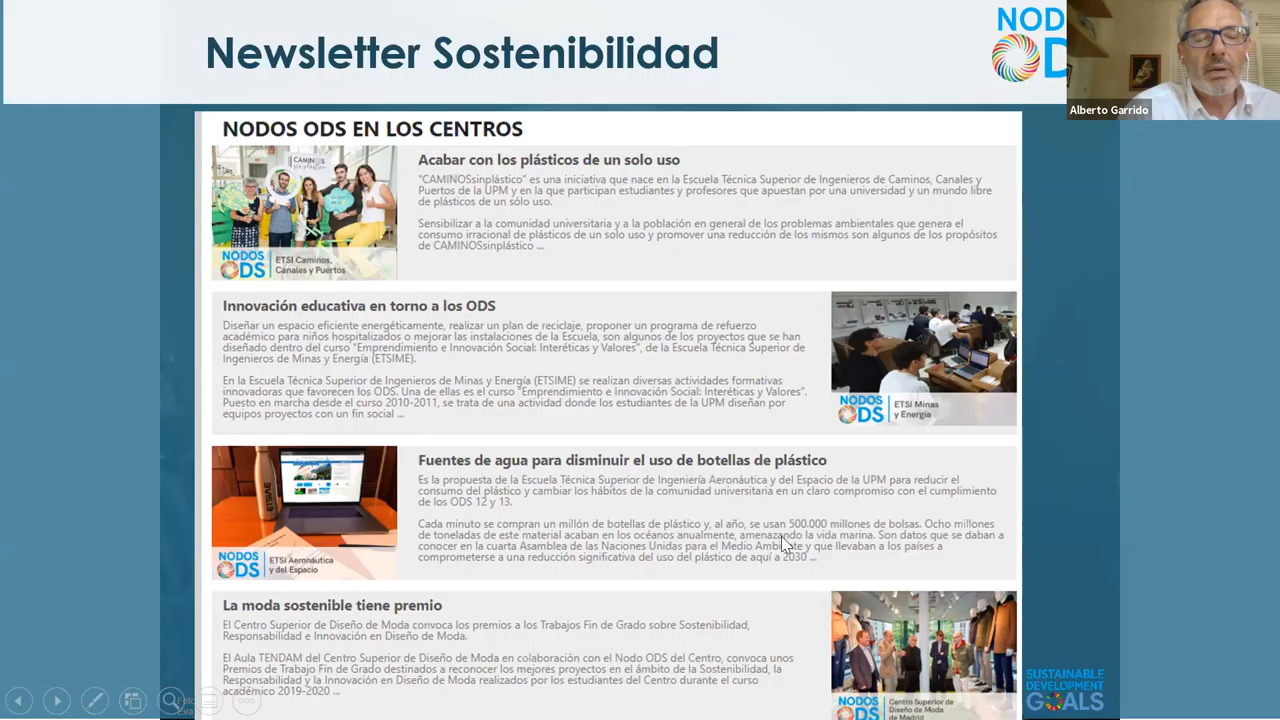 Newsletter Sostenibilidad
NOD
D
Alberto Garrido
NODOS ODS EN LOS CENTROS
CAMINOS
sin plástico
NODOS
ODS
ETSI Caminos,
Canales y Puertos
Acabar con los plásticos de un solo uso
"CAMINOSsinplástico" es una iniciativa que nace en la Escuela Técnica Superior de Ingenieros de Caminos, Canales y
Puertos de la UPM y en la que participan estudiantes y profesores que apuestan por una universidad y un mundo libre
de plásticos de un sólo uso.
Sensibilizar a la comunidad universitaria y a la población en general de los problemas ambientales que genera el
consumo irracional de plásticos de un solo uso y promover una reducción de los mismos son algunos de los propósitos
de CAMINOSsinplástico ...
Innovación educativa en torno a los ODS
Diseñar un espacio eficiente energéticamente, realizar un plan de reciclaje, proponer un programa de refuerzo
académico para niños hospitalizados o mejorar las instalaciones de la Escuela, son algunos de los proyectos que se han
diseñado dentro del curso "Emprendimiento e Innovación Social: Interéticas y Valores", de la Escuela Técnica Superior de
Ingenieros de Minas y Energía (ETSIME).
En la Escuela Técnica Superior de Ingenieros de Minas y Energía (ETSIME) se realizan diversas actividades formativas
innovadoras que favorecen los ODS. Una de ellas es el curso "Emprendimiento e Innovación Social: Interéticas y Valores".
Puesto en marcha desde el curso 2010-2011, se trata de una actividad donde los estudiantes de la UPM diseñan por
equipos proyectos con un fin social ...
NODOS
ODS
ETSI Minas
y Energía
NODOS
ODS
ETSI Aeronáutica
y del Espacio
Fuentes de agua para disminuir el uso de botellas de plástico
Es la propuesta de la Escuela Técnica Superior de Ingeniería Aeronáutica y del Espacio de la UPM para reducir el
consumo del plástico y cambiar los hábitos de la comunidad universitaria en un claro compromiso con el cumplimiento
de los ODS 12 y 13.
Cada minuto se compran un millón de botellas de plástico y, al año, se usan 500.000 millones de bolsas. Ocho millones
de toneladas de este material acaban en los océanos anualmente, amenazando la vida marina. Son datos que se daban a
conocer en la cuarta Asamblea de las Naciones Unidas para el Medio Ambiente y que llevaban a los países a
comprometerse a una reducción significativa del uso del plástico de aquí a 2030 ...
La moda sostenible tiene premio
El Centro Superior de Diseño de Moda convoca los premios a los Trabajos Fin de Grado sobre Sostenibilidad,
Responsabilidad e Innovación en Diseño de Moda.
El Aula TENDAM del Centro Superior de Diseño de Moda en colaboración con el Nodo ODS del Centro, convoca unos
Premios de Trabajo Fin de Grado destinados a reconocer los mejores proyectos en el ámbito de la Sostenibilidad, la
Responsabilidad y la Innovación en Diseño de Moda realizados por los estudiantes del Centro durante el curso
académico 2019-2020 ...
NODOS
ODS
Centro Superior de
Diseño de Moda
de Madrid
SUSTAINABLE
DEVELOPMENT
GOALS